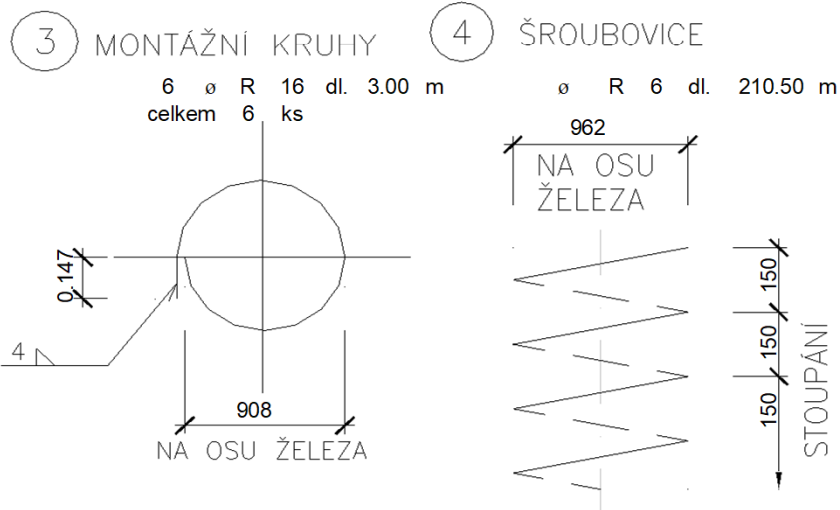 3 MONTÁŽNÍ KRUHY
6 ø R 16 dl. 3.00 m
celkem 6 ks
0.147
4
908
NA OSU ŽELEZA
4 ŠROUBOVICE
ø R 6 dl. 210.50 m
962
NA OSU
ŽELEZA
150
150
150
STOUPÁNÍ